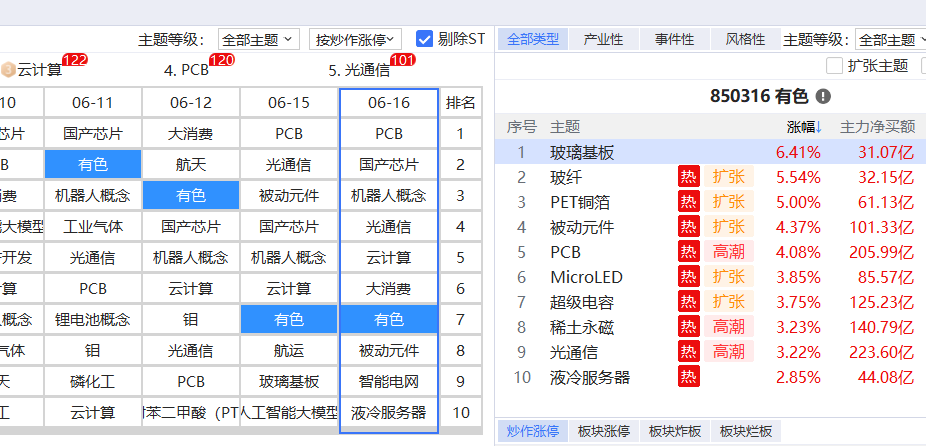 主题等级： 全部主题 按炒作涨停 剔除ST
云计算 122 4. PCB 120 5. 光通信 101
10 06-11 06-12 06-15 06-16 排名
芯片 国产芯片 大消费 PCB PCB 1
B 有色 航天 光通信 国产芯片 2
费 机器人概念 有色 被动元件 机器人概念 3
大模型 工业气体 国产芯片 国产芯片 光通信 4
开发 光通信 机器人概念 机器人概念 云计算 5
算 PCB 云计算 云计算 大消费 6
概念 锂电池概念 钼 有色 有色 7
气体 钼 光通信 航运 被动元件 8
天 磷化工 PCB 玻璃基板 智能电网 9
工 云计算 苯二甲酸（PT 人工智能大模型 液冷服务器 10
全部类型 产业性 事件性 风格性 主题等级： 全部主题
扩张主题
850316 有色
序号 主题 涨幅↓ 主力净买额
1 玻璃基板 6.41% 31.07亿
2 玻纤 热 扩张 5.54% 32.15亿
3 PET铜箔 热 扩张 5.00% 61.13亿
4 被动元件 热 扩张 4.37% 101.33亿
5 PCB 热 高潮 4.08% 205.99亿
6 MicroLED 热 扩张 3.85% 85.57亿
7 超级电容 热 扩张 3.75% 125.23亿
8 稀土永磁 热 高潮 3.23% 140.79亿
9 光通信 热 高潮 3.22% 223.60亿
10 液冷服务器 热 2.85% 44.08亿
炒作涨停 板块涨停 板块炸板 板块烂板